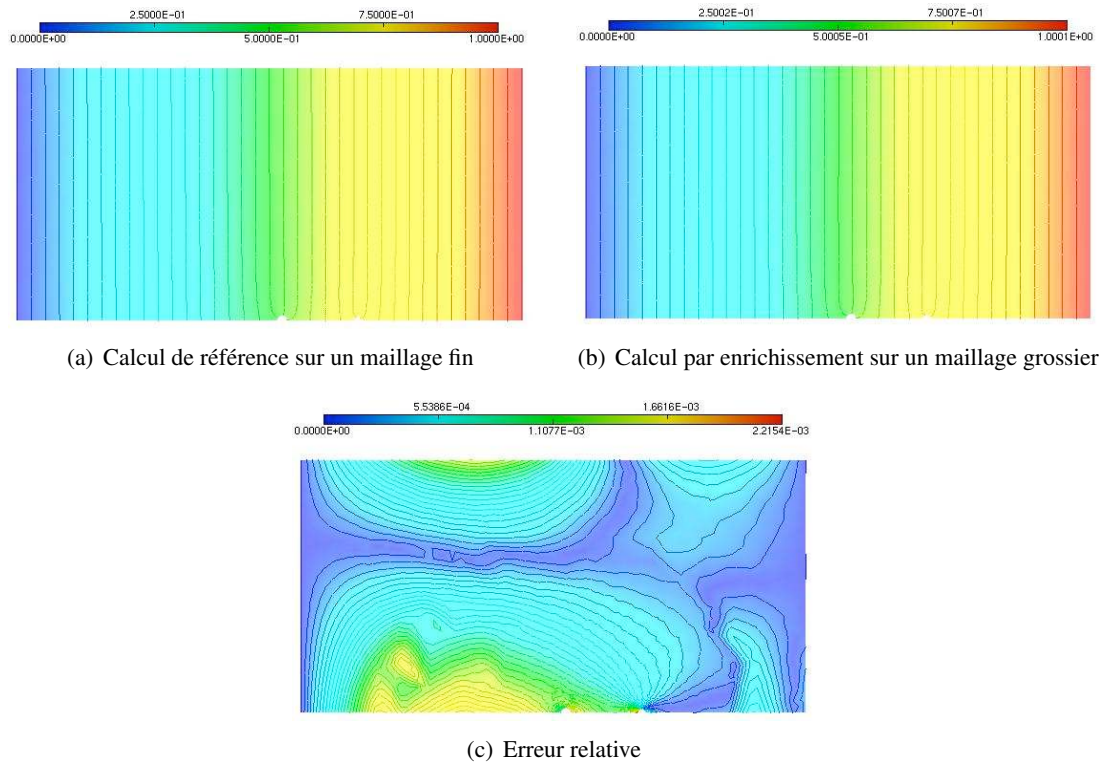 2.5000E-01 7.5000E-01
0.0000E+00 5.0000E-01 1.0000E+00
2.5002E-01 7.5007E-01
0.0000E+00 5.0005E-01 1.0001E+00
(a) Calcul de référence sur un maillage fin
(b) Calcul par enrichissement sur un maillage grossier
5.5386E-04 1.6616E-03
0.0000E+00 1.1077E-03 2.2154E-03
(c) Erreur relative